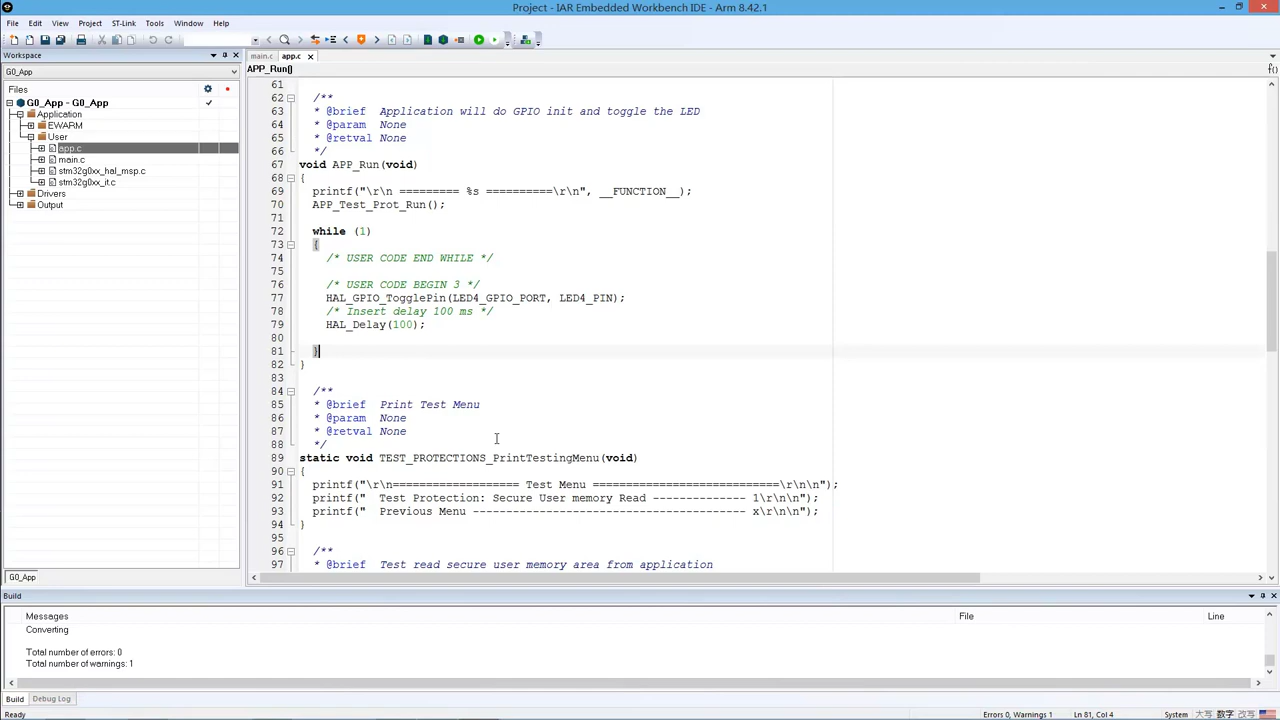 Project - IAR Embedded Workbench IDE - Arm 8.42.1
File Edit View Project ST-Link Tools Window Help
Workspace
main.c app.c
G0_App
APP_Run()
f()
Files
G0_App - G0_App
Application
EWARM
User
app.c
main.c
stm32g0xx_hal_msp.c
stm32g0xx_it.c
Drivers
Output
G0_App
61
62 /**
63 * @brief Application will do GPIO init and toggle the LED
64 * @param None
65 * @retval None
66 */
67 void APP_Run(void)
68 {
69 printf("\r\n ========= %s ==========\r\n", __FUNCTION__);
70 APP_Test_Prot_Run();
71
72 while (1)
73 {
74 /* USER CODE END WHILE */
75
76 /* USER CODE BEGIN 3 */
77 HAL_GPIO_TogglePin(LED4_GPIO_PORT, LED4_PIN);
78 /* Insert delay 100 ms */
79 HAL_Delay(100);
80
81 }
82 }
83
84 /**
85 * @brief Print Test Menu
86 * @param None
87 * @retval None
88 */
89 static void TEST_PROTECTIONS_PrintTestingMenu(void)
90 {
91 printf("\r\n=================== Test Menu ============================\r\n\n");
92 printf("  Test Protection: Secure User memory Read -------------- 1\r\n\n");
93 printf("  Previous Menu ----------------------------------------- x\r\n\n");
94 }
95
96 /**
97 * @brief Test read secure user memory area from application
Build
Messages File Line
Converting
Total number of errors: 0
Total number of warnings: 1
Build Debug Log
Ready Errors 0, Warnings 1 Ln 81, Col 4 System 大写 数字 改写